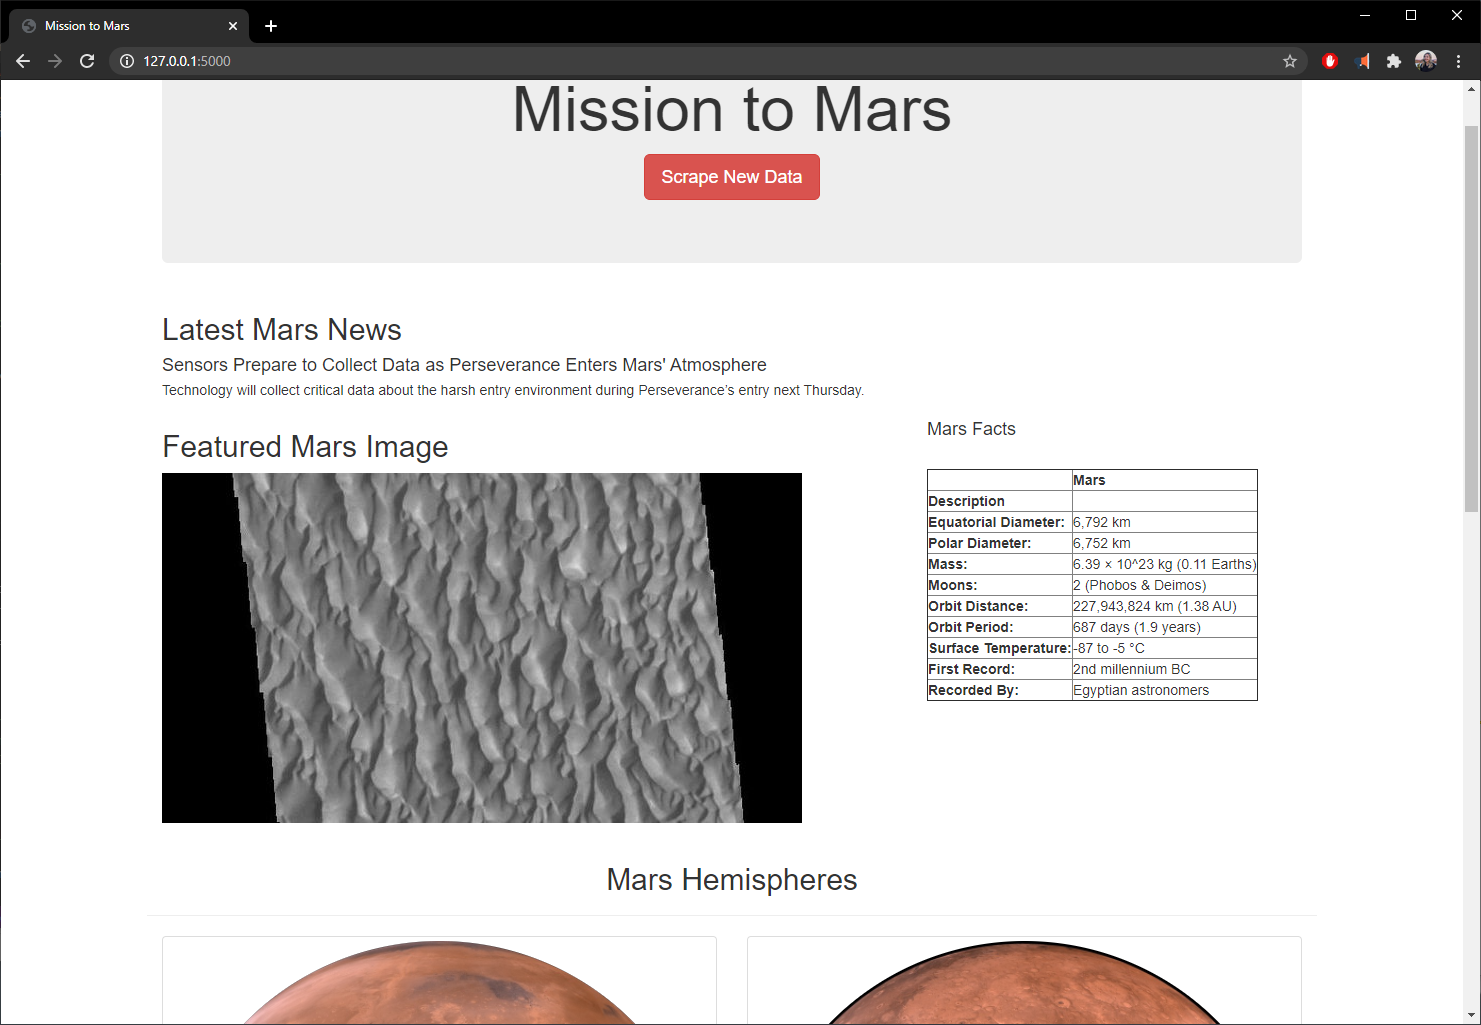 Mission to Mars
127.0.0.1:5000
Mission to Mars
Scrape New Data
Latest Mars News
Sensors Prepare to Collect Data as Perseverance Enters Mars' Atmosphere
Technology will collect critical data about the harsh entry environment during Perseverance’s entry next Thursday.
Featured Mars Image
Mars Facts
Mars
Description
Equatorial Diameter: 6,792 km
Polar Diameter: 6,752 km
Mass: 6.39 × 10^23 kg (0.11 Earths)
Moons: 2 (Phobos & Deimos)
Orbit Distance: 227,943,824 km (1.38 AU)
Orbit Period: 687 days (1.9 years)
Surface Temperature: -87 to -5 °C
First Record: 2nd millennium BC
Recorded By: Egyptian astronomers
Mars Hemispheres